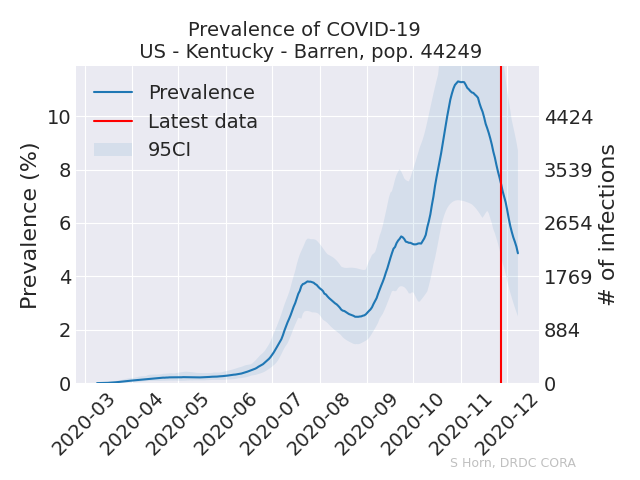 Prevalence of COVID-19
US - Kentucky - Barren, pop. 44249
Prevalence
Latest data
95CI
Prevalence (%)
10
8
6
4
2
0
4424
3539
2654
1769
884
0
# of infections
2020-03
2020-04
2020-05
2020-06
2020-07
2020-08
2020-09
2020-10
2020-11
2020-12
S Horn, DRDC CORA